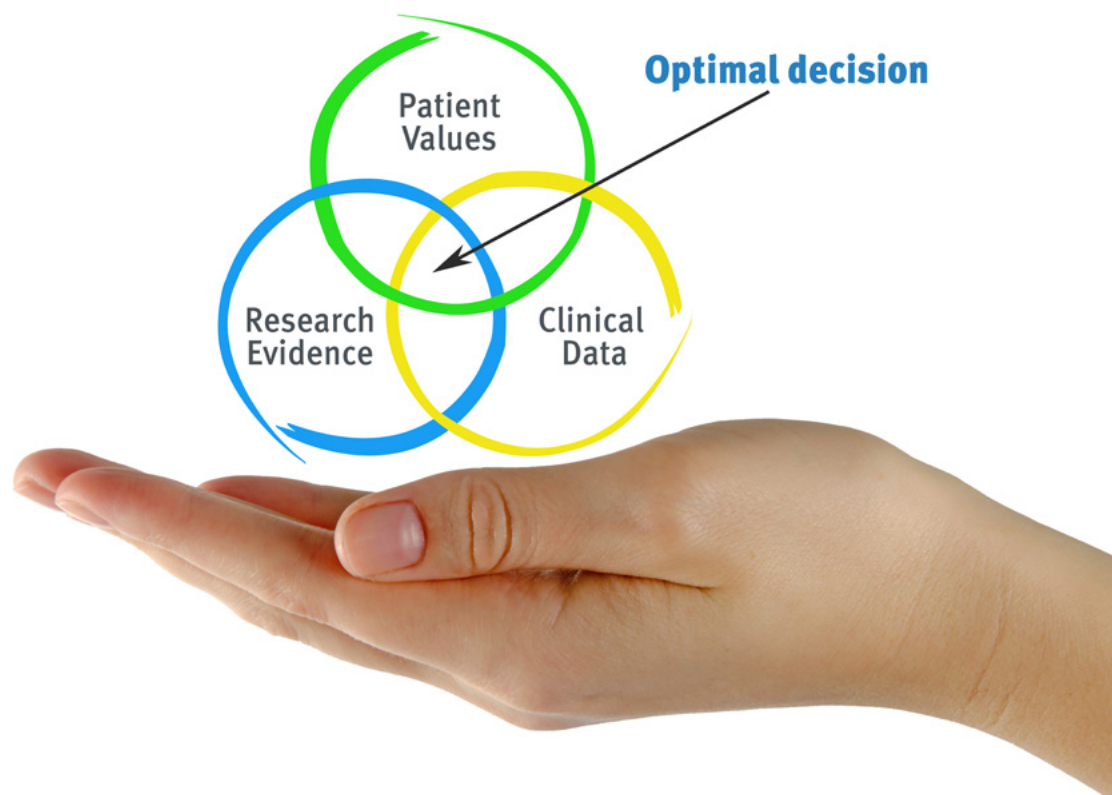 Optimal decision
Patient
Values
Research
Evidence
Clinical
Data